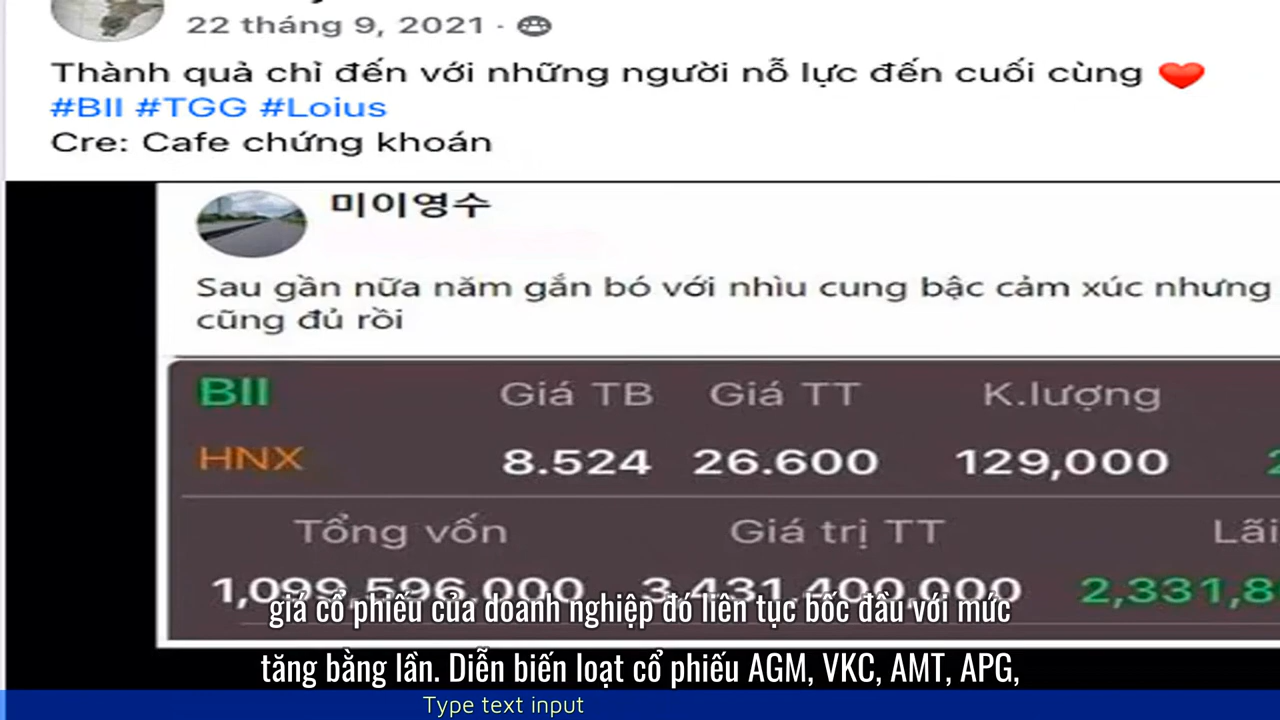 22 tháng 9, 2021 ·
Thành quả chỉ đến với những người nỗ lực đến cuối cùng ❤️
#BII #TGG #Loius
Cre: Cafe chứng khoán
미이영수
Sau gần nữa năm gắn bó với nhìu cung bậc cảm xúc nhưng
cũng đủ rồi
BII Giá TB Giá TT K.lượng
HNX 8.524 26.600 129,000
Tổng vốn Giá trị TT Lãi
1,099,596,000 3,431,400,000 2,331,8
giá cổ phiếu của doanh nghiệp đó liên tục bốc đầu với mức
tăng bằng lần. Diễn biến loạt cổ phiếu AGM, VKC, AMT, APG,
Type text input